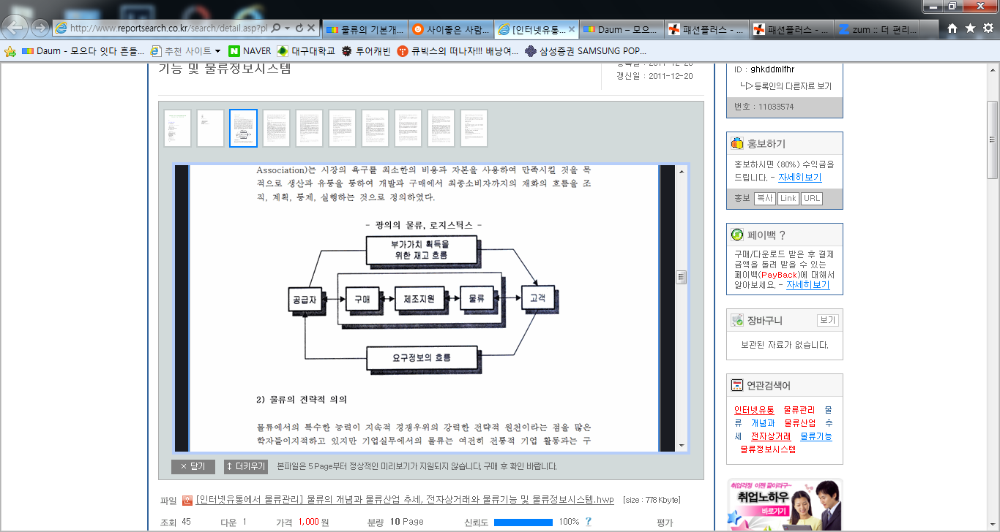 http://www.reportsearch.co.kr/search/detail.asp?pl
물류의 기본개...
사이좋은 사람...
[인터넷유통...
Daum – 모으...
패션플러스 - ...
패션플러스 - ...
zum :: 더 편리...
Daum - 모으다 잇다 흔들...
추천 사이트
NAVER
대구대학교
투어캐빈
큐빅스의 떠나자!!! 배낭여...
삼성증권 SAMSUNG POP...
기능 및 물류정보시스템
등록일 : 2011-12-20
갱신일 : 2011-12-20
Association)는 시장의 욕구를 최소한의 비용과 자본을 사용하여 만족시킬 것을 목
적으로 생산과 유통을 통하여 개발과 구매에서 최종소비자까지의 재화의 흐름을 조
직, 계획, 통제, 실행하는 것으로 정의하였다.
- 광의의 물류, 로지스틱스 -
부가가치 획득을
위한 재고 흐름
공급자
구매
제조지원
물류
고객
요구정보의 흐름
2) 물류의 전략적 의의
물류에서의 특수한 능력이 지속적 경쟁우위의 강력한 전략적 원천이라는 점을 많은
학자들이지적하고 있지만 기업실무에서의 물류는 여전히 전통적 기업 활동과는 구
× 닫기
↕ 더키우기
본파일은 5 Page부터 정상적인 미리보기가 지원되지 않습니다. 구매 후 확인 바랍니다.
파일
[인터넷유통에서 물류관리] 물류의 개념과 물류산업 추세, 전자상거래와 물류기능 및 물류정보시스템.hwp
[size : 778 Kbyte]
조회 45
다운 1
가격 1,000 원
분량 10 Page
신뢰도
100% ?
평가
ID : ghkddmlfhr
└▷등록인의 다른자료 보기
번호 : 11033574
홍보하기
홍보하시면 (80%) 수익금을
드립니다. - 자세히보기
홍보 복사 Link URL
페이백 ?
구매/다운로드 받은 후 결제
금액을 돌려 받을 수 있는
페이백(PayBack)에 대해서
알아보세요. - 자세히보기
장바구니
보기
보관된 자료가 없습니다.
연관검색어
인터넷유통 물류관리 물
류 개념과 물류산업 추
세 전자상거래 물류기능
물류정보시스템
취업걱정 이젠 끝이라구~
취업노하우
바로가기